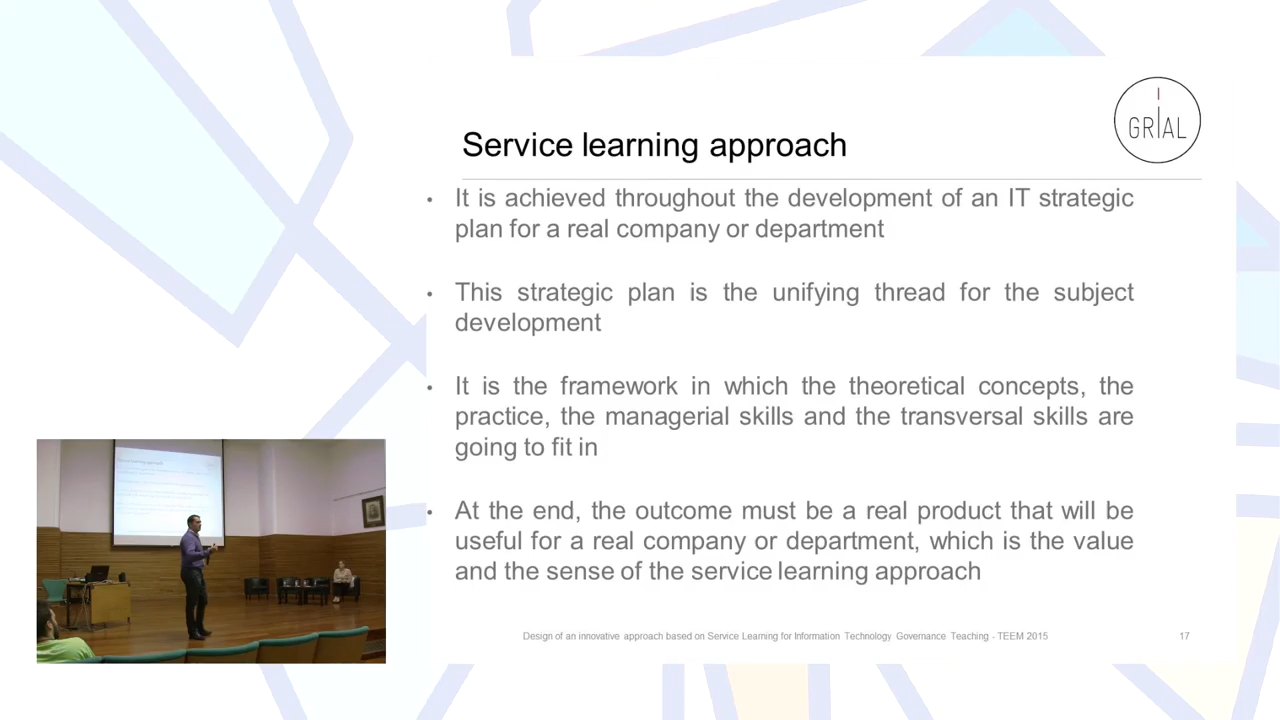 GRIAL
Service learning approach
• It is achieved throughout the development of an IT strategic
plan for a real company or department
• This strategic plan is the unifying thread for the subject
development
• It is the framework in which the theoretical concepts, the
practice, the managerial skills and the transversal skills are
going to fit in
• At the end, the outcome must be a real product that will be
useful for a real company or department, which is the value
and the sense of the service learning approach
Design of an innovative approach based on Service Learning for Information Technology Governance Teaching - TEEM 2015
17